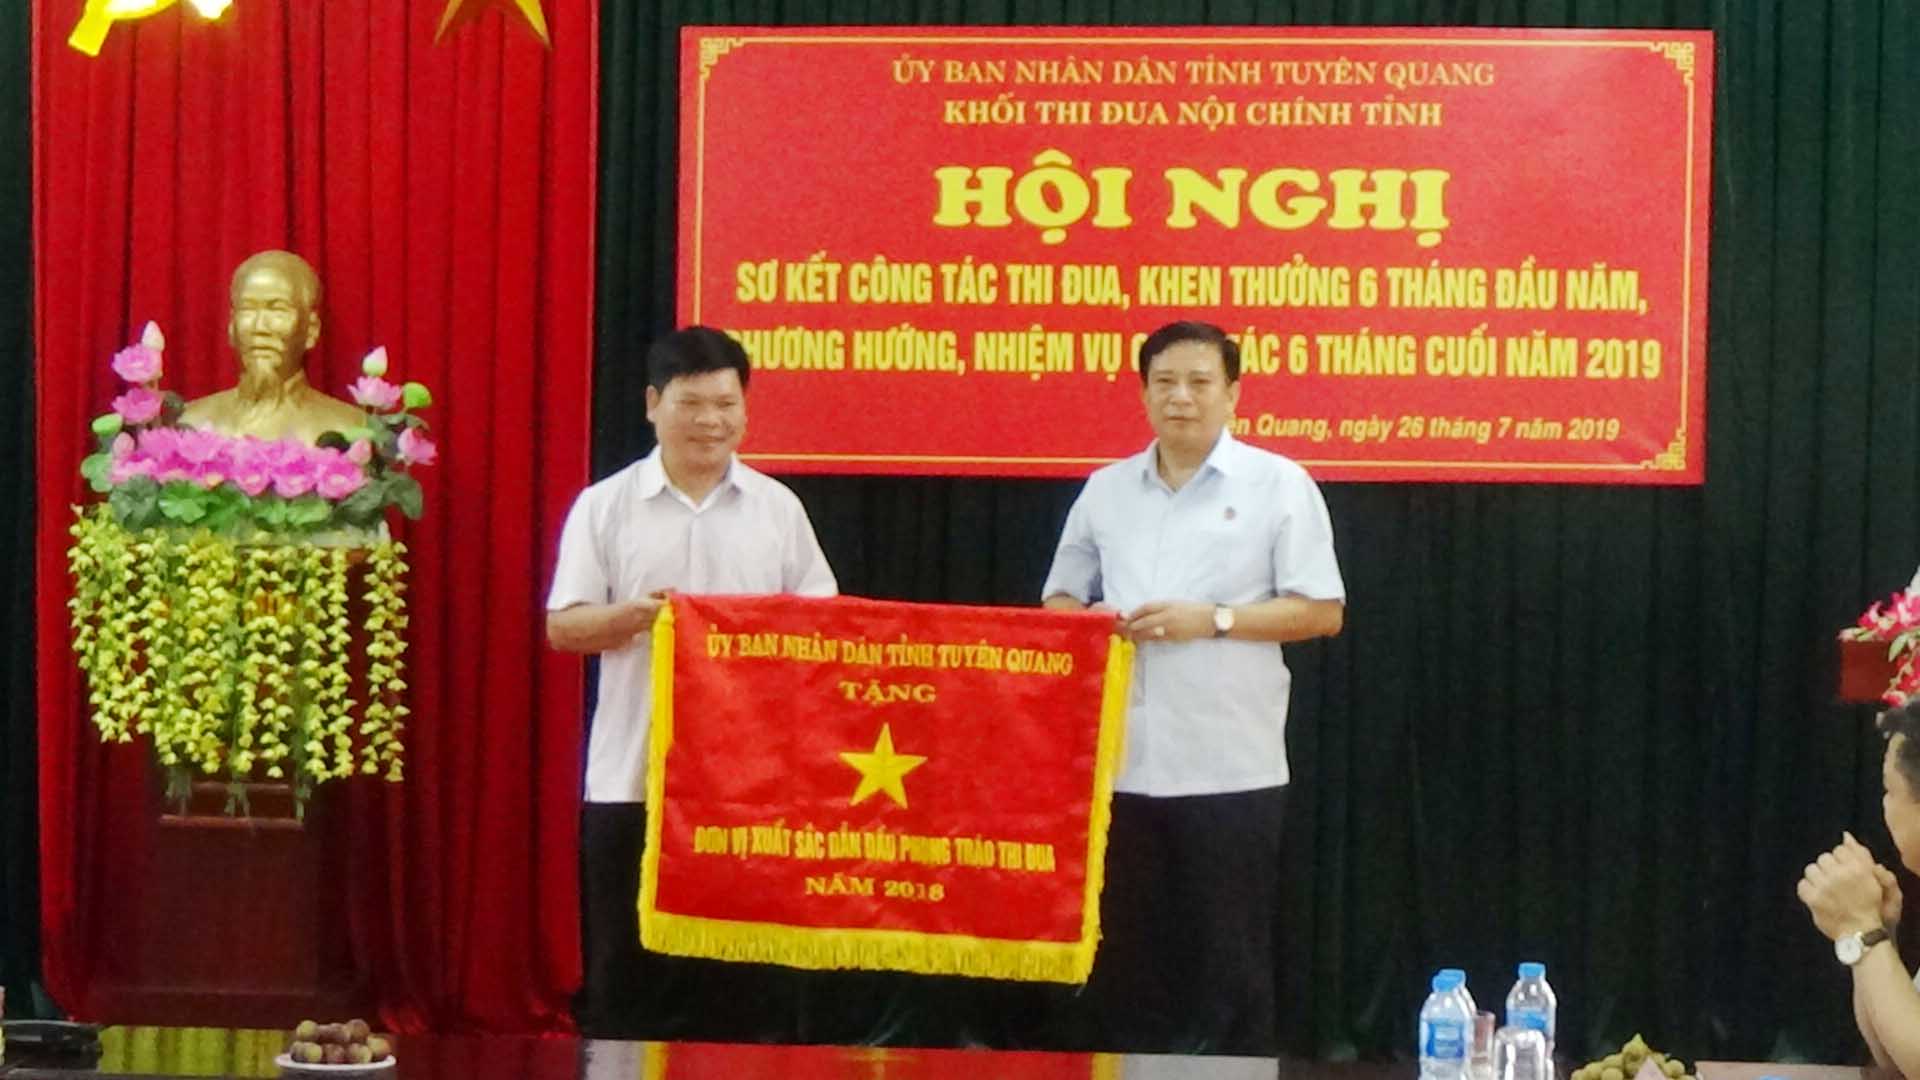 ỦY BAN NHÂN DÂN TỈNH TUYÊN QUANG
KHỐI THI ĐUA NỘI CHÍNH TỈNH
HỘI NGHỊ
SƠ KẾT CÔNG TÁC THI ĐUA, KHEN THƯỞNG 6 THÁNG ĐẦU NĂM,
HƯƠNG HƯỚNG, NHIỆM VỤ C TÁC 6 THÁNG CUỐI NĂM 2019
ên Quang, ngày 26 tháng 7 năm 2019
ỦY BAN NHÂN DÂN TỈNH TUYÊN QUANG
TẶNG
ĐƠN VỊ XUẤT SẮC DẪN ĐẦU PHONG TRÀO THI ĐUA
NĂM 2018